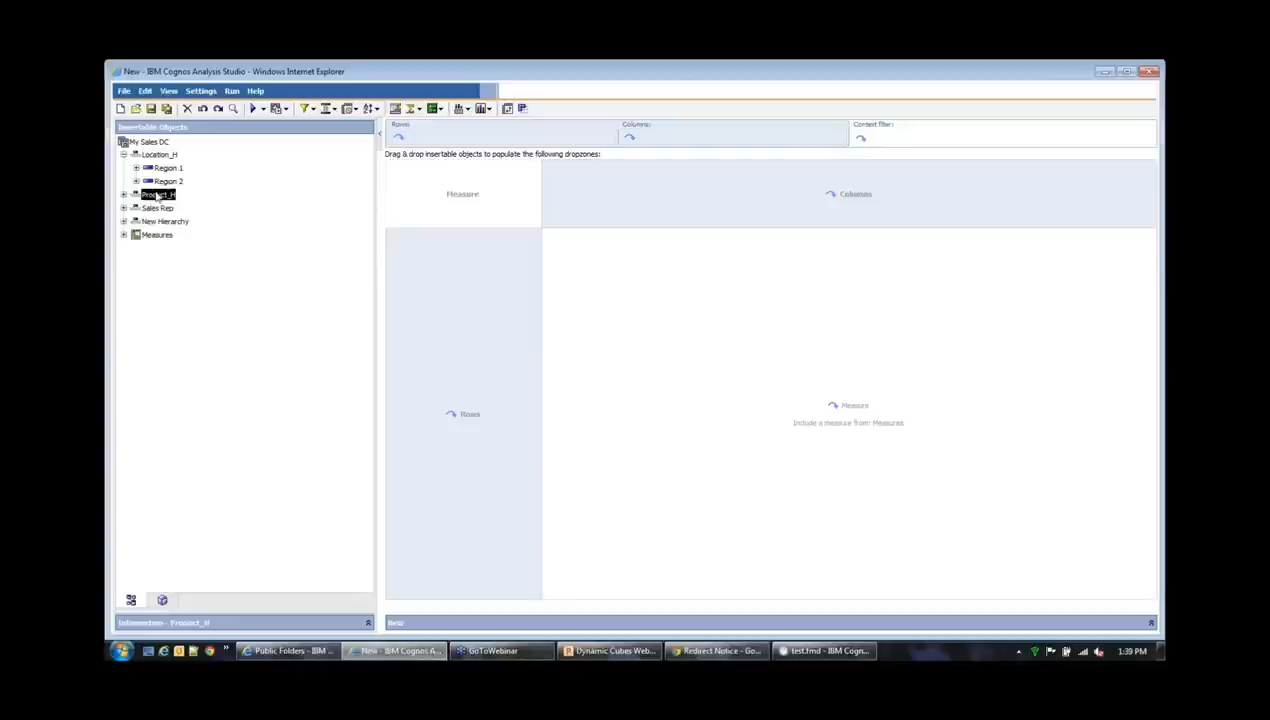 New - IBM Cognos Analysis Studio - Windows Internet Explorer
File Edit View Settings Run Help
Insertable Objects
My Sales DC
Location_H
Region 1
Region 2
Product_H
Sales Rep
New Hierarchy
Measures
Information - Product_H
Rows:
Columns:
Context filter:
Drag & drop insertable objects to populate the following dropzones:
Measure
Columns
Rows
Measure
Include a measure from: Measures
New
Public Folders - IBM ...
New - IBM Cognos A...
GoToWebinar
Dynamic Cubes Web...
Redirect Notice - Go...
test.fmd - IBM Cogn...
1:39 PM